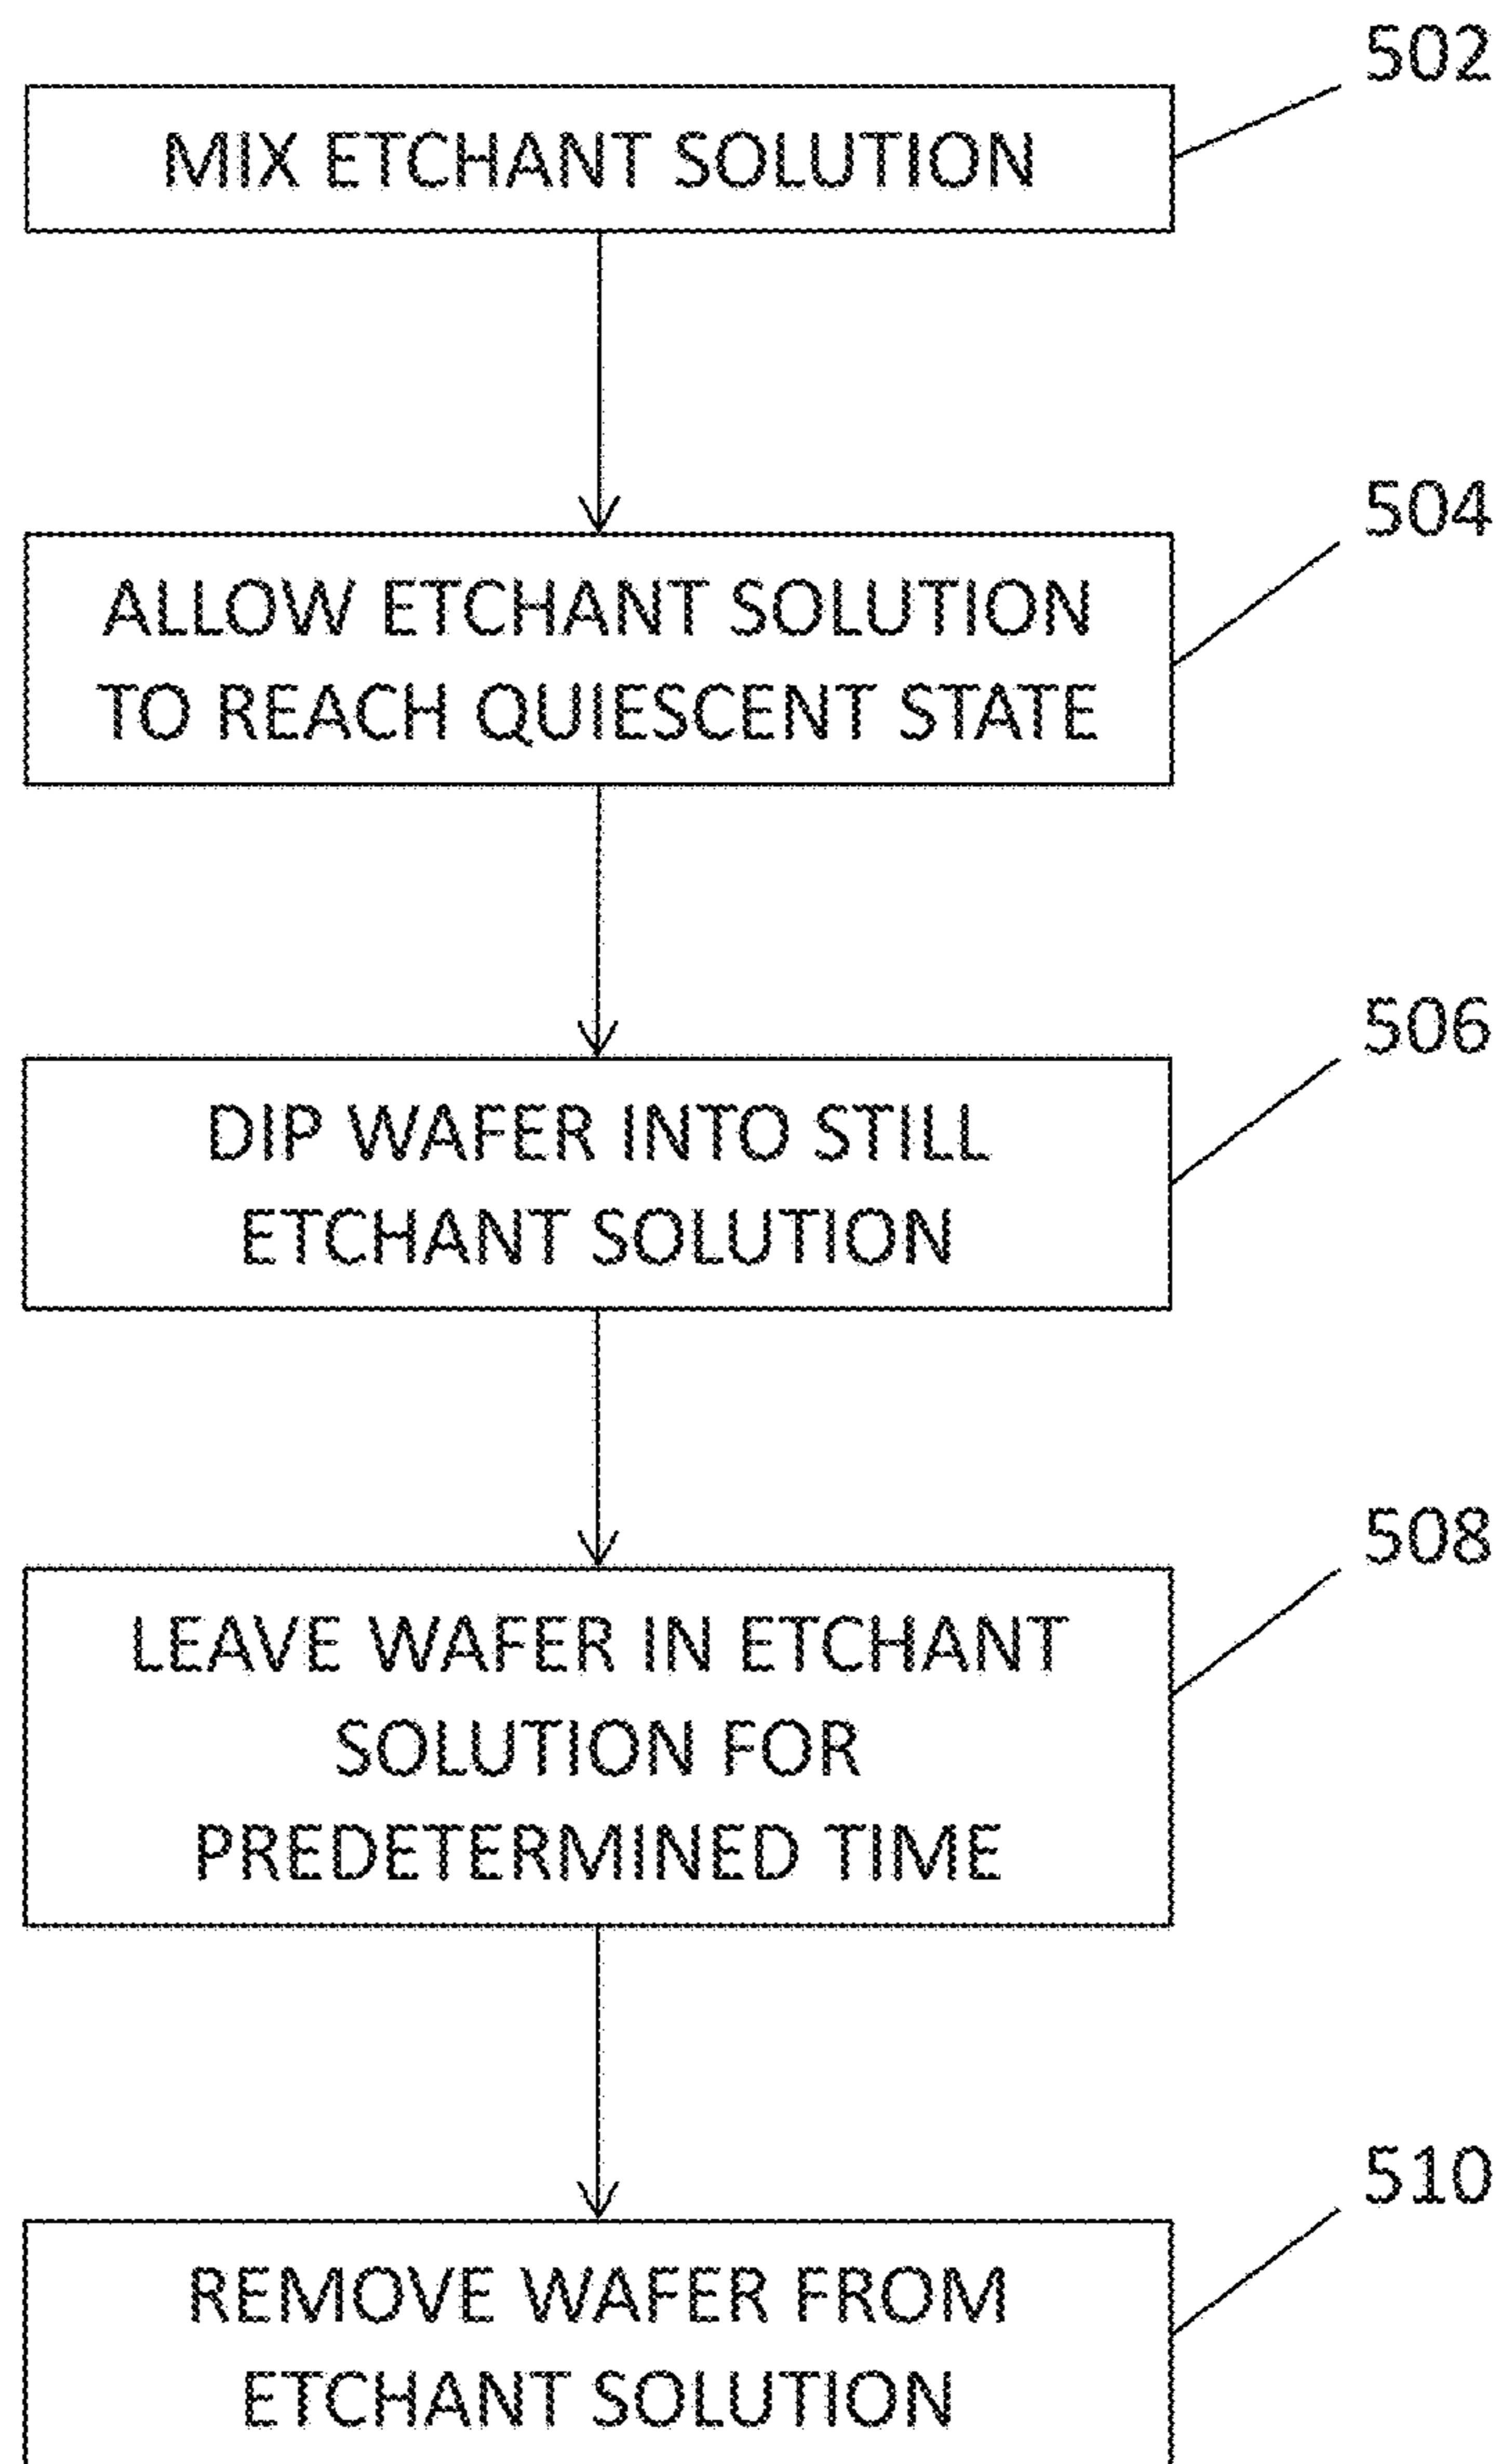 502
MIX ETCHANT SOLUTION
504
ALLOW ETCHANT SOLUTION
TO REACH QUIESCENT STATE
506
DIP WAFER INTO STILL
ETCHANT SOLUTION
508
LEAVE WAFER IN ETCHANT
SOLUTION FOR
PREDETERMINED TIME
510
REMOVE WAFER FROM
ETCHANT SOLUTION